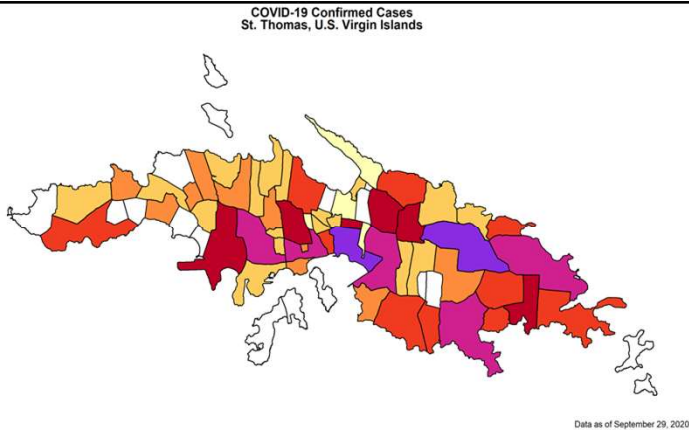 COVID-19 Confirmed Cases
St. Thomas, U.S. Virgin Islands
Data as of September 29, 2020